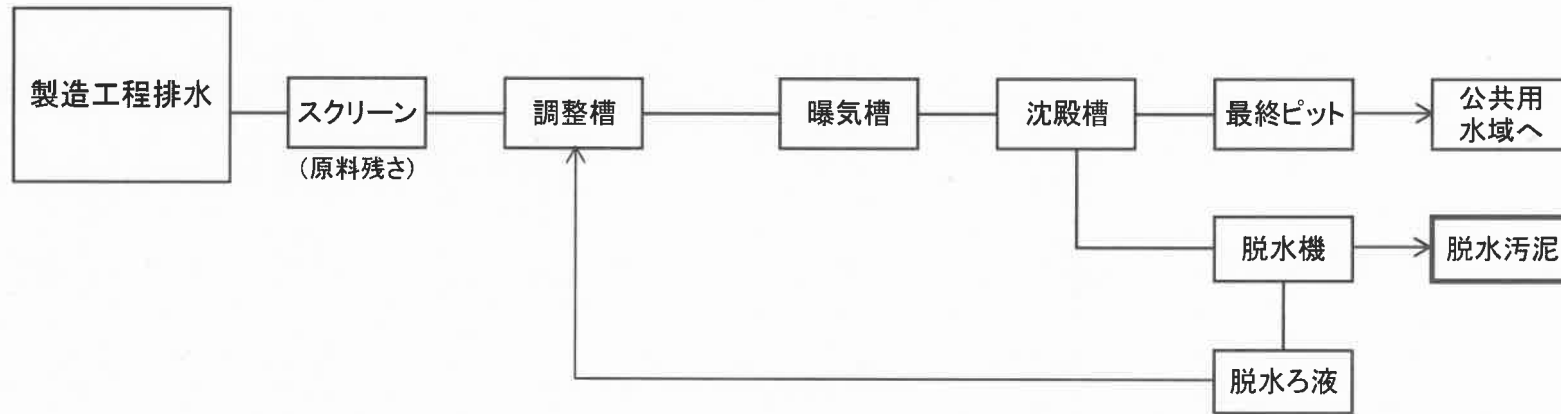 製造工程排水
スクリーン
(原料残さ)
調整槽
曝気槽
沈殿槽
最終ピット
公共用
水域へ
脱水機
脱水汚泥
脱水ろ液